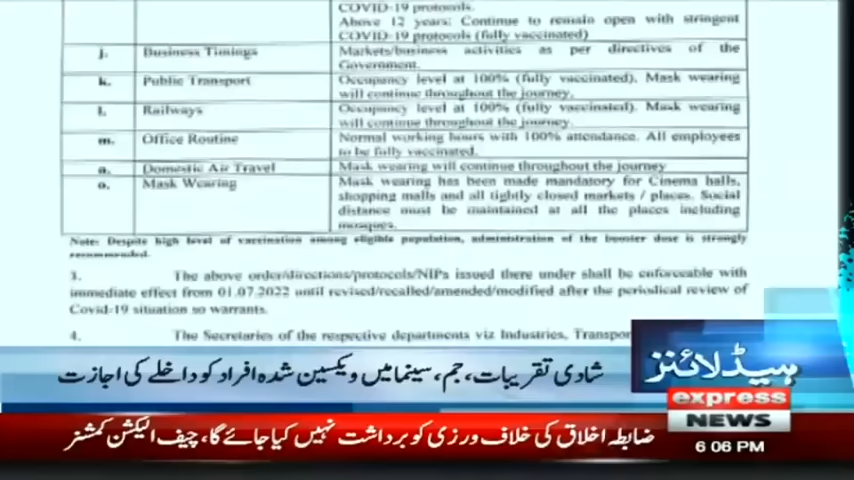 COVID-19 protocols.
Above 12 years: Continue to remain open with stringent
COVID-19 protocols (fully vaccinated)
j. Business Timings Markets/business activities as per directives of the
Government.
k. Public Transport Occupancy level at 100% (fully vaccinated). Mask wearing
will continue throughout the journey.
l. Railways Occupancy level at 100% (fully vaccinated). Mask wearing
will continue throughout the journey.
m. Office Routine Normal working hours with 100% attendance. All employees
to be fully vaccinated.
n. Domestic Air Travel Mask wearing will continue throughout the journey
o. Mask Wearing Mask wearing has been made mandatory for Cinema halls,
shopping malls and all tightly closed markets / places. Social
distance must be maintained at all the places including
mosques.
Note: Despite high level of vaccination among eligible population, administration of the booster dose is strongly
recommended.
3. The above order/directions/protocols/NPIs issued there under shall be enforceable with
immediate effect from 01.07.2022 until revised/recalled/amended/modified after the periodical review of
Covid-19 situation so warrants.
4. The Secretaries of the respective departments viz Industries, Transport
ہیڈلائنز
شادی تقریبات، جم، سینما میں ویکسین شدہ افراد کو داخلے کی اجازت
express
NEWS
ضابطہ اخلاق کی خلاف ورزی کو برداشت نہیں کیا جائے گا، چیف الیکشن کمشنر
6:06 PM